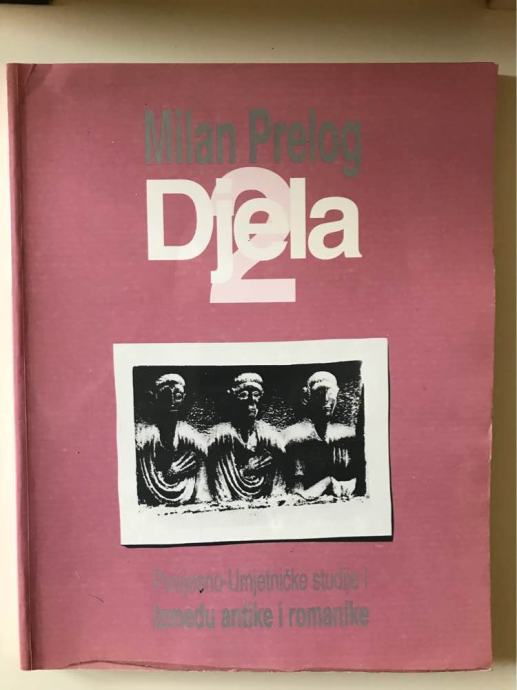 Milan Prelog
Djela
2
Povijesno-Umjetničke studije I
Između antike i romanike